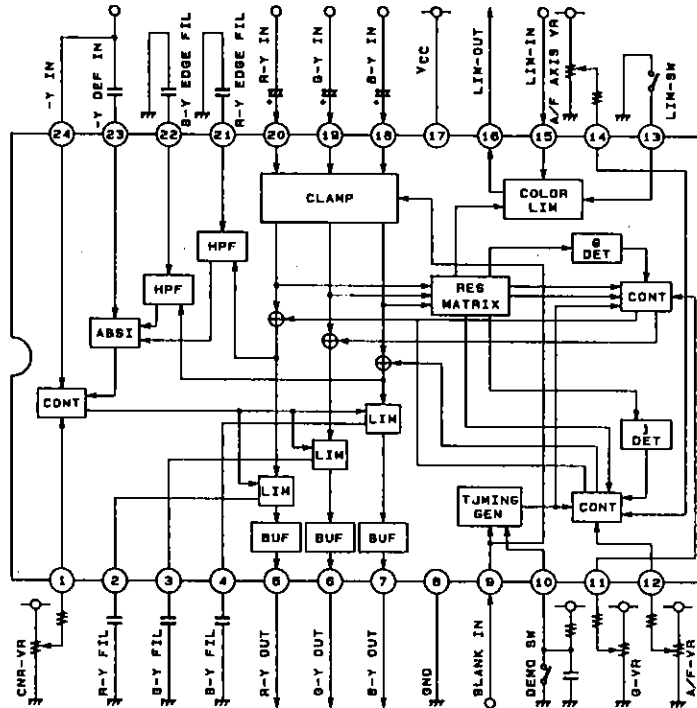 -Y IN
-Y DEF IN
B-Y EDGE FIL
R-Y EDGE FIL
R-Y IN
G-Y IN
B-Y IN
VCC
LIM-OUT
LIM-IN
A/F AXIS VR
LIM-SW
24
23
22
21
20
19
18
17
16
15
14
13
CLAMP
COLOR
LIM
HPF
HPF
ABSI
CONT
RES
MATRIX
DET
CONT
LIM
LIM
LIM
BUF
BUF
BUF
DET
TJMING
GEN
CONT
1
2
3
4
5
6
7
8
9
10
11
12
CNR-VR
R-Y FIL
G-Y FIL
B-Y FIL
R-Y OUT
G-Y OUT
B-Y OUT
GND
BLANK IN
DEMO SW
G-VR
A/F-VR